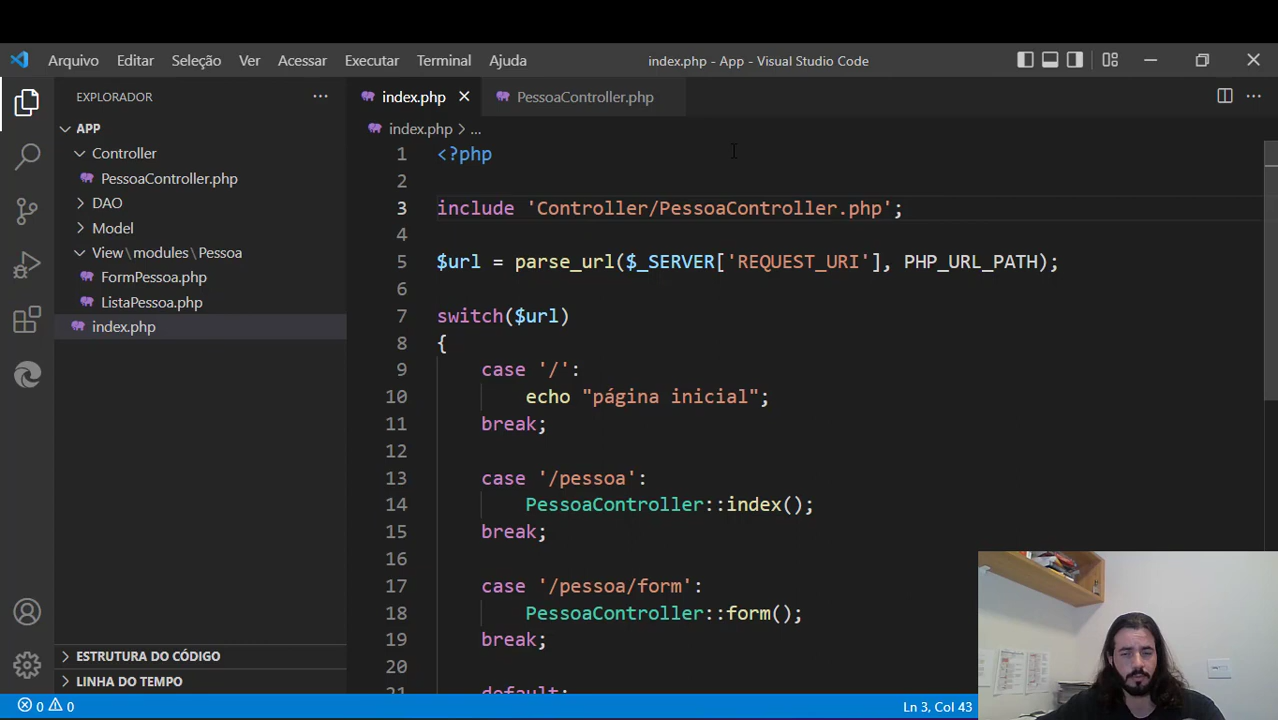 Arquivo Editar Seleção Ver Acessar Executar Terminal Ajuda index.php - App - Visual Studio Code
EXPLORADOR
APP
Controller
PessoaController.php
DAO
Model
View\modules\Pessoa
FormPessoa.php
ListaPessoa.php
index.php
ESTRUTURA DO CÓDIGO
LINHA DO TEMPO
index.php PessoaController.php
index.php > ...
1 <?php
2
3 include 'Controller/PessoaController.php';
4
5 $url = parse_url($_SERVER['REQUEST_URI'], PHP_URL_PATH);
6
7 switch($url)
8 {
9 case '/':
10 echo "página inicial";
11 break;
12
13 case '/pessoa':
14 PessoaController::index();
15 break;
16
17 case '/pessoa/form':
18 PessoaController::form();
19 break;
20
21 default:
0 0 Ln 3, Col 43